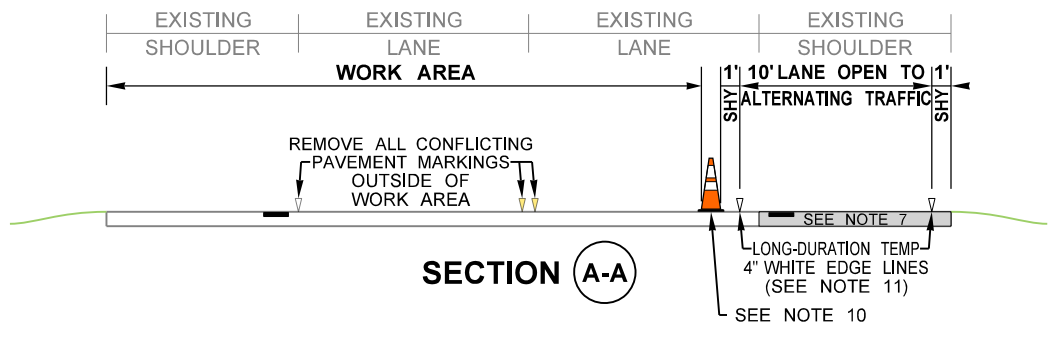 EXISTING EXISTING EXISTING EXISTING
SHOULDER LANE LANE SHOULDER
WORK AREA
1' 10' LANE OPEN TO 1'
SHY ALTERNATING TRAFFIC SHY
REMOVE ALL CONFLICTING
PAVEMENT MARKINGS
OUTSIDE OF
WORK AREA
SEE NOTE 7
LONG-DURATION TEMP
4" WHITE EDGE LINES
(SEE NOTE 11)
SECTION A-A
SEE NOTE 10